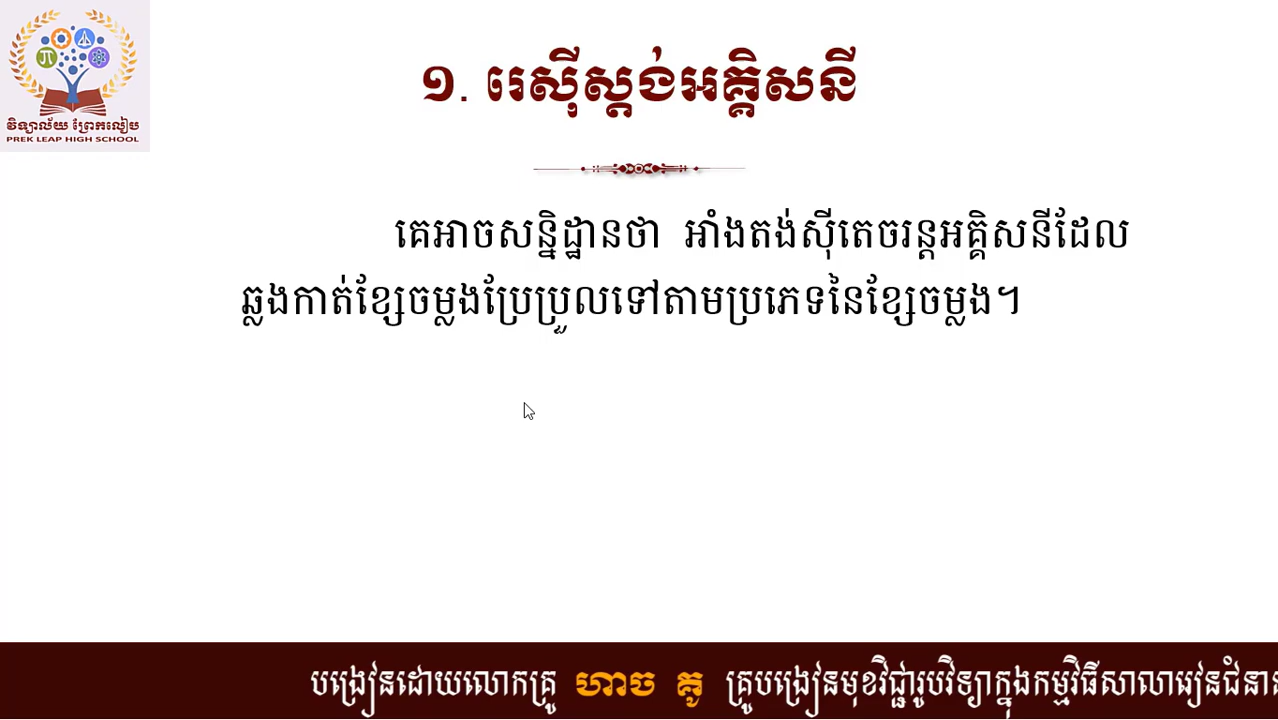 វិទ្យាល័យ ព្រែកលៀប
PREK LEAP HIGH SCHOOL
១. រេស៊ីស្តង់អគ្គិសនី
គេអាចសន្និដ្ឋានថា អាំងតង់ស៊ីតេចរន្តអគ្គិសនីដែល
ឆ្លងកាត់ខ្សែចម្លងប្រែប្រួលទៅតាមប្រភេទនៃខ្សែចម្លង។
បង្រៀនដោយលោកគ្រូ ហាច គូ គ្រូបង្រៀនមុខវិជ្ជារូបវិទ្យាក្នុងកម្មវិធីសាលារៀនជំនាន